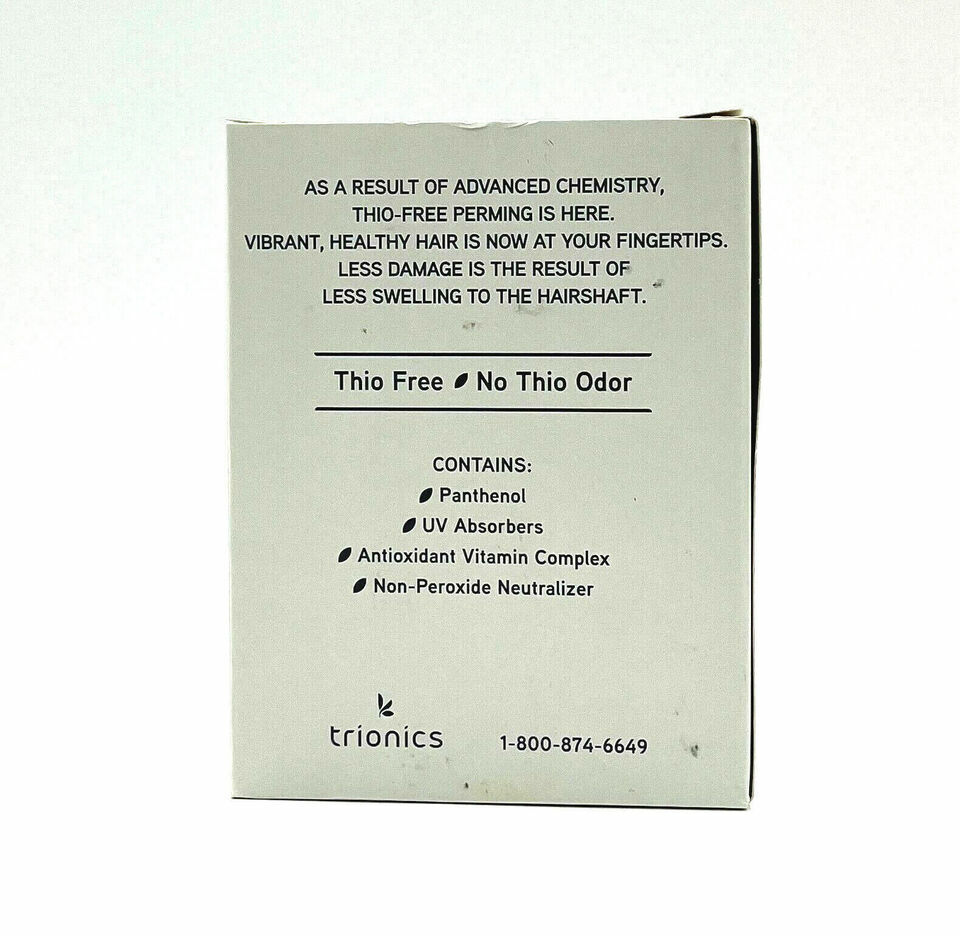 AS A RESULT OF ADVANCED CHEMISTRY,
THIO-FREE PERMING IS HERE.
VIBRANT, HEALTHY HAIR IS NOW AT YOUR FINGERTIPS.
LESS DAMAGE IS THE RESULT OF
LESS SWELLING TO THE HAIRSHAFT.
Thio Free No Thio Odor
CONTAINS:
Panthenol
UV Absorbers
Antioxidant Vitamin Complex
Non-Peroxide Neutralizer
trionics 1-800-874-6649